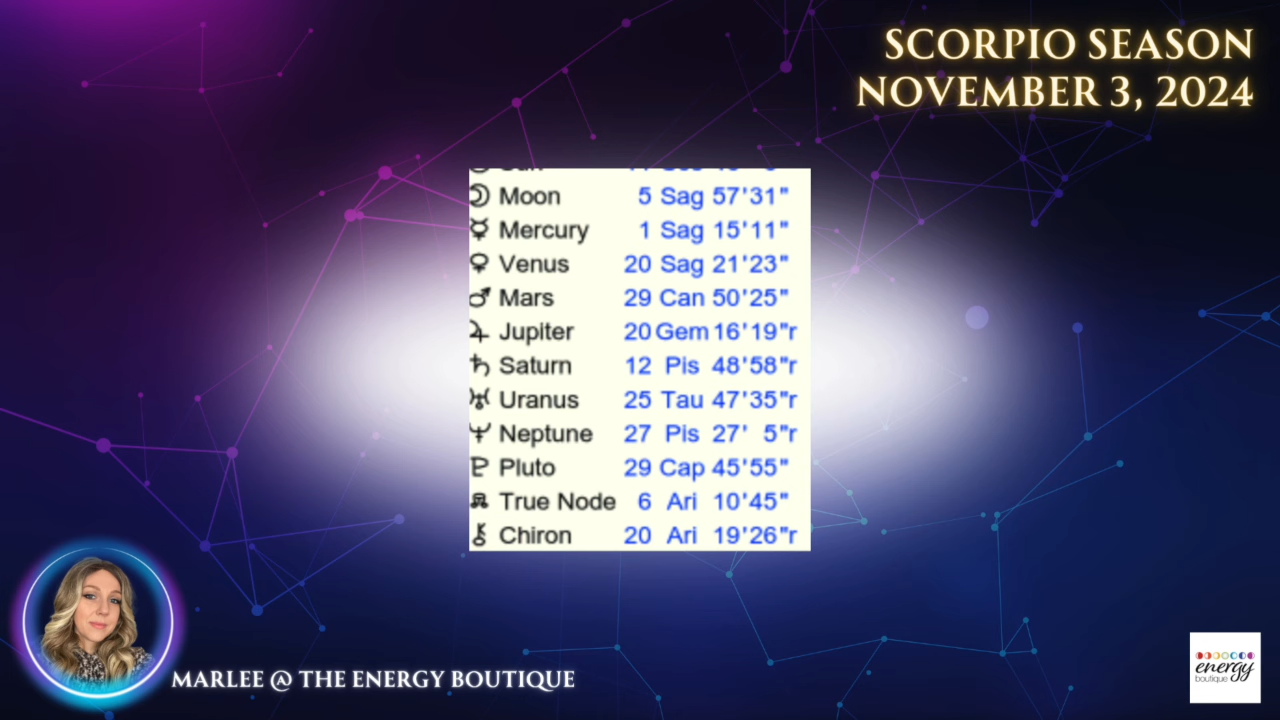 SCORPIO SEASON
NOVEMBER 3, 2024
Moon 5 Sag 57'31"
Mercury 1 Sag 15'11"
Venus 20 Sag 21'23"
Mars 29 Can 50'25"
Jupiter 20 Gem 16'19"r
Saturn 12 Pis 48'58"r
Uranus 25 Tau 47'35"r
Neptune 27 Pis 27' 5"r
Pluto 29 Cap 45'55"
True Node 6 Ari 10'45"
Chiron 20 Ari 19'26"r
MARLEE @ THE ENERGY BOUTIQUE
energy
boutique